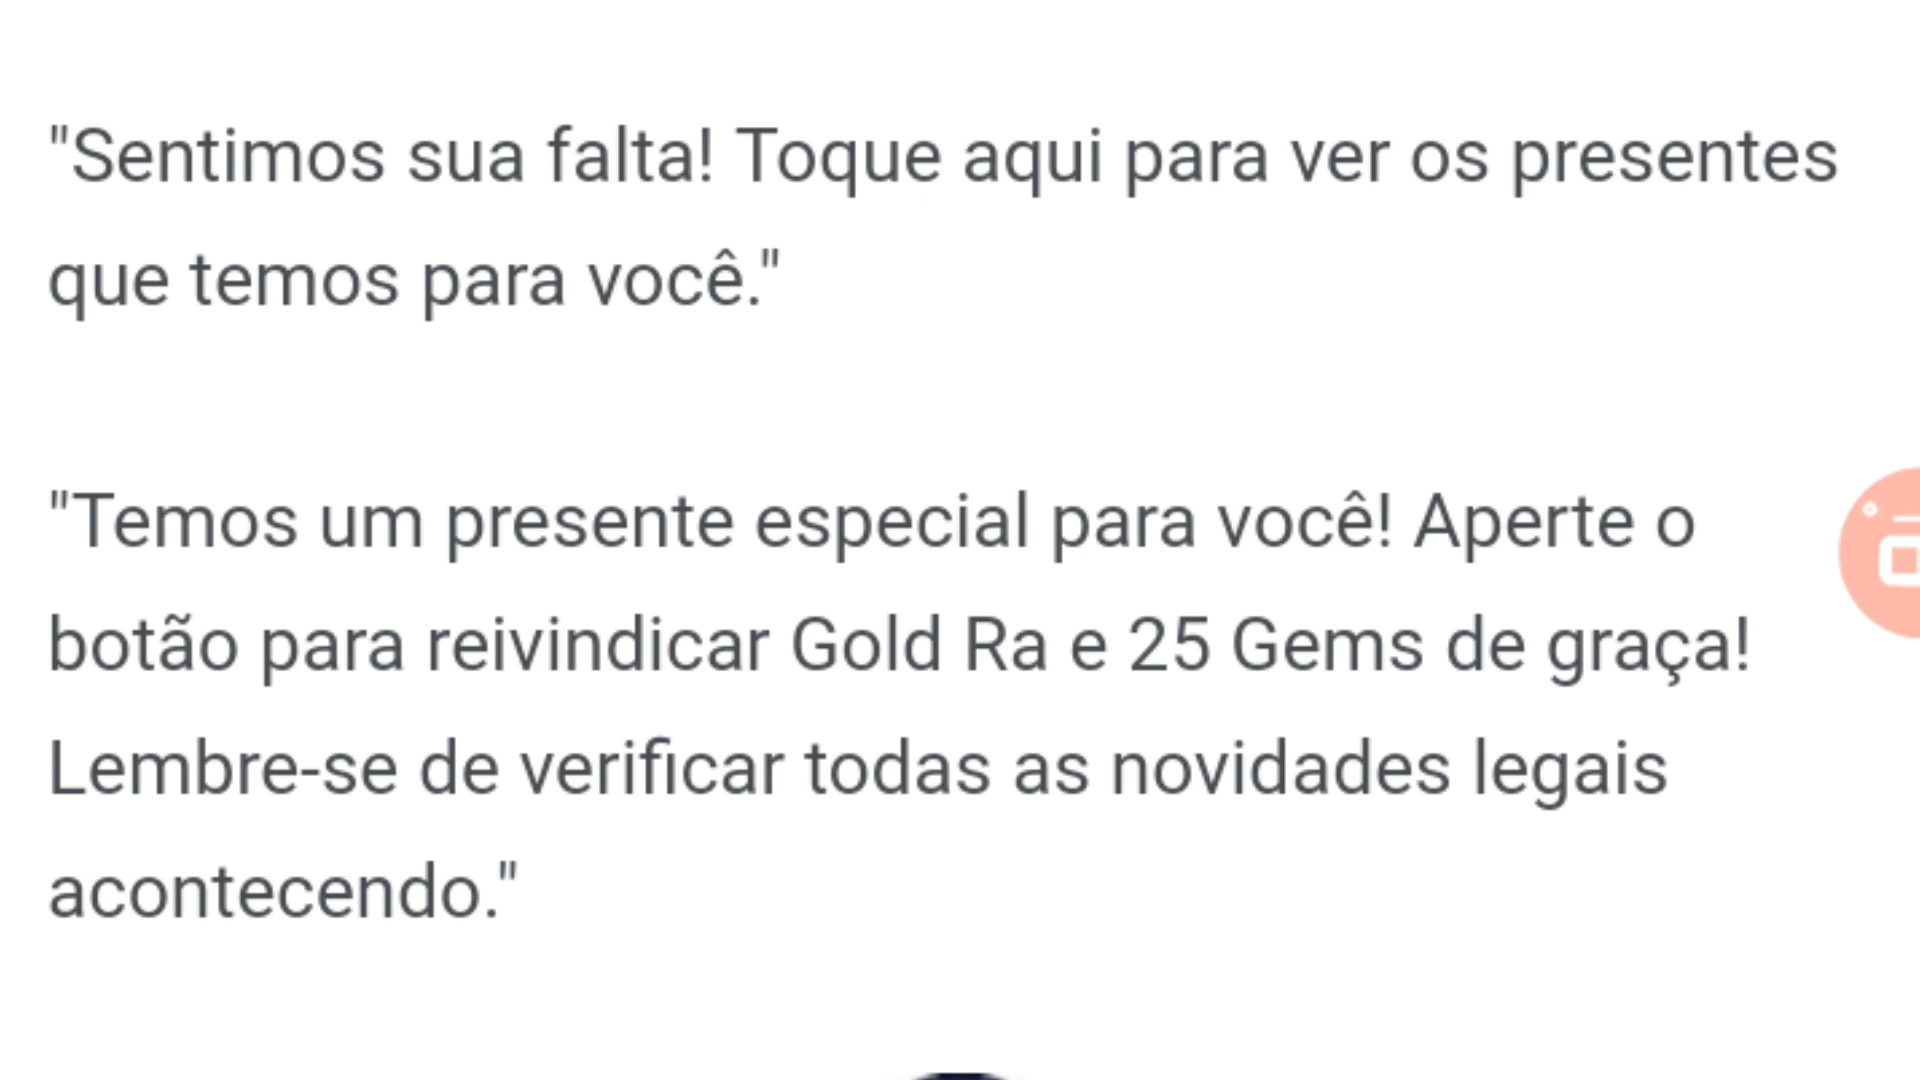 "Sentimos sua falta! Toque aqui para ver os presentes
que temos para você."
"Temos um presente especial para você! Aperte o
botão para reivindicar Gold Ra e 25 Gems de graça!
Lembre-se de verificar todas as novidades legais
acontecendo."